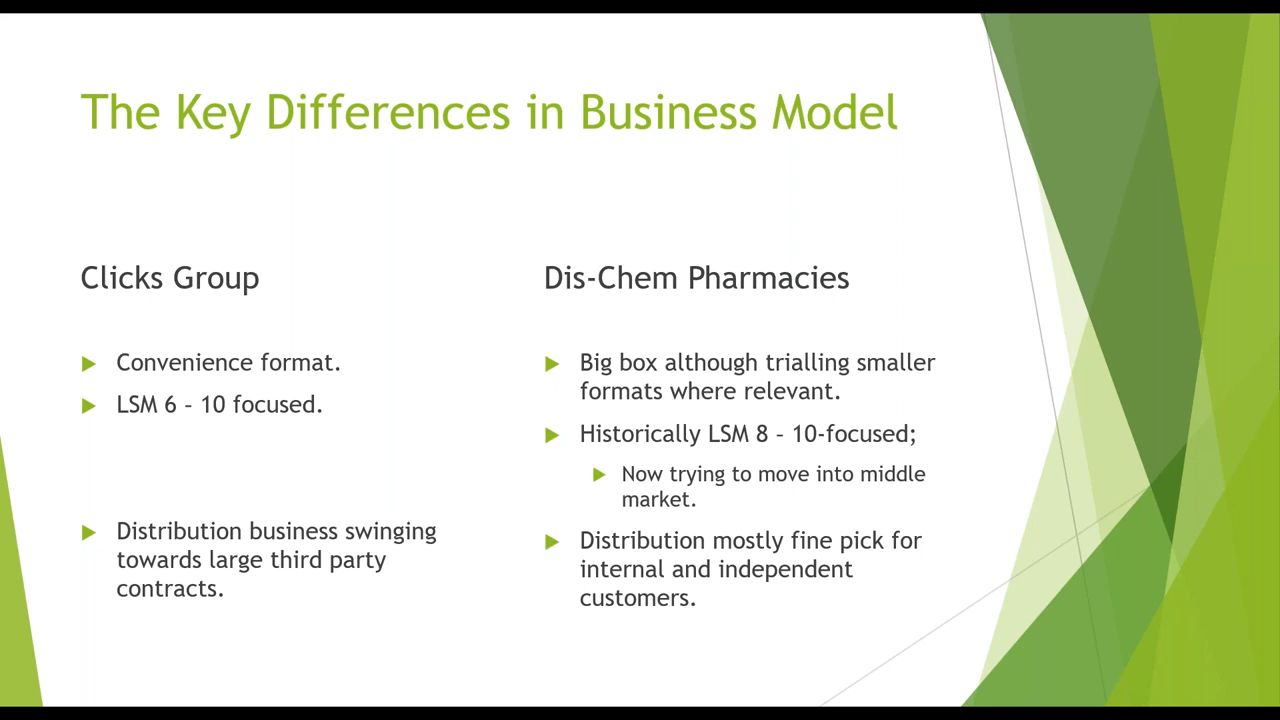 The Key Differences in Business Model
Clicks Group
Convenience format.
LSM 6 – 10 focused.
Distribution business swinging
towards large third party
contracts.
Dis-Chem Pharmacies
Big box although trialling smaller
formats where relevant.
Historically LSM 8 – 10-focused;
Now trying to move into middle
market.
Distribution mostly fine pick for
internal and independent
customers.